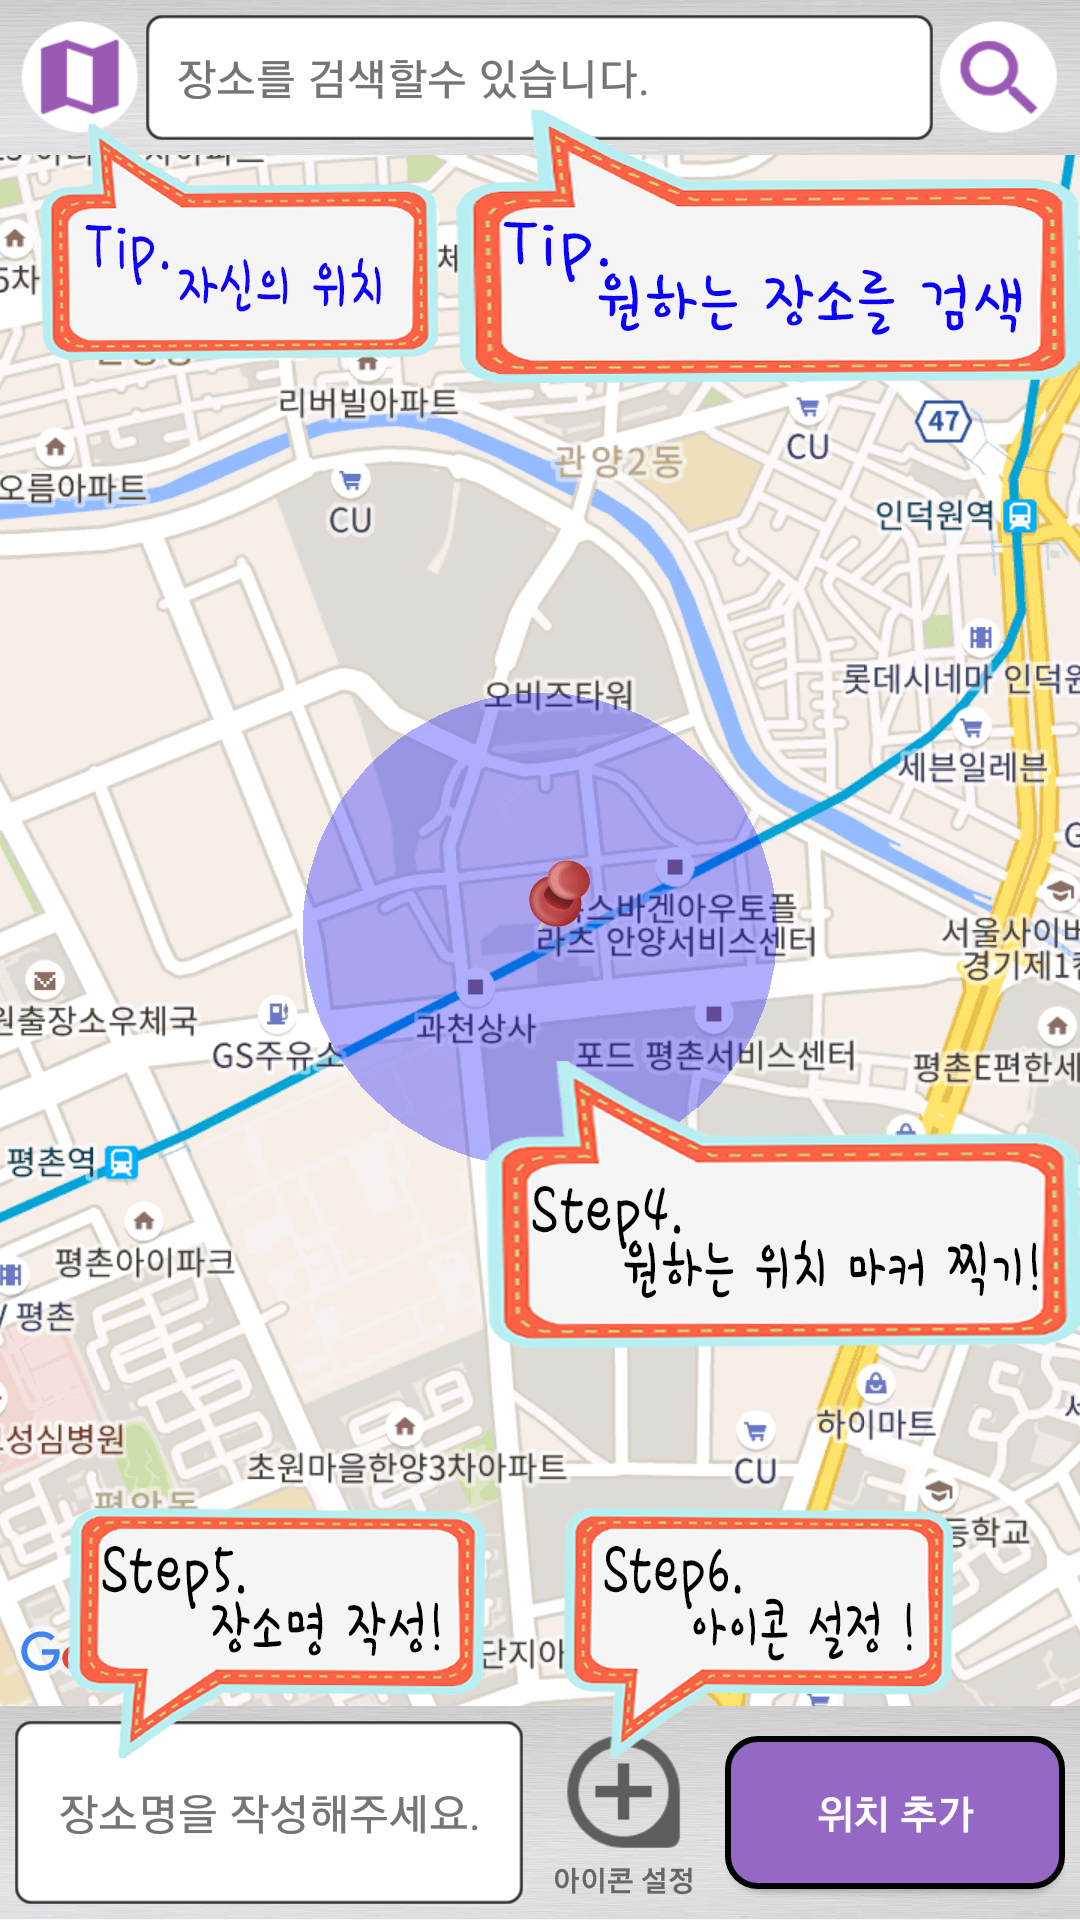 장소를 검색할수 있습니다.
Tip.
자신의 위치
Tip.
원하는 장소를 검색
5차
리버빌아파트
CU
관양2동
47
오름아파트
CU
인덕원역
오비즈타워
롯데시네마 인덕원
세븐일레븐
스바겐아우토플
라츠 안양서비스센터
서울사이버
경기제1
원출장소우체국
과천상사
GS주유소
포드 평촌서비스센터
평촌E편한세
평촌역
Step4.
원하는 위치 마커 찍기!
평촌아이파크
평촌
하이마트
성심병원
초원마을한양3차아파트
CU
평안동
등학교
Step5.
장소명 작성!
Step6.
아이콘 설정 !
단지아
장소명을 작성해주세요.
아이콘 설정
위치 추가